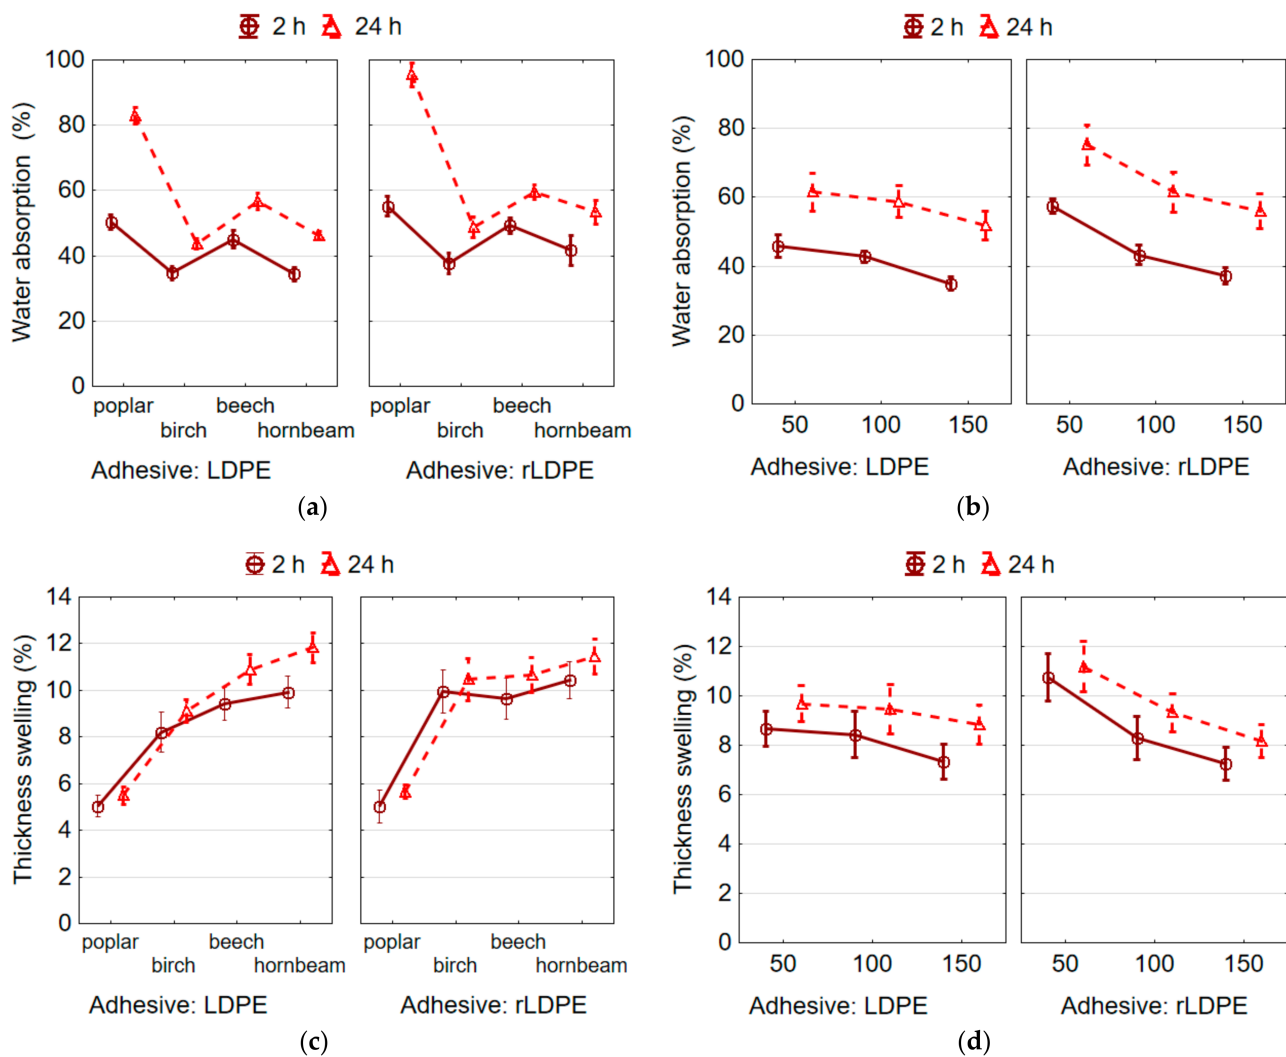 2 h 24 h
Water absorption (%)
100
80
60
40
20
0
poplar birch beech hornbeam
poplar birch beech hornbeam
Adhesive: LDPE
Adhesive: rLDPE
(a)
2 h 24 h
Water absorption (%)
100
80
60
40
20
0
50 100 150
50 100 150
Adhesive: LDPE
Adhesive: rLDPE
(b)
2 h 24 h
Thickness swelling (%)
14
12
10
8
6
4
2
0
poplar birch beech hornbeam
poplar birch beech hornbeam
Adhesive: LDPE
Adhesive: rLDPE
(c)
2 h 24 h
Thickness swelling (%)
14
12
10
8
6
4
2
0
50 100 150
50 100 150
Adhesive: LDPE
Adhesive: rLDPE
(d)